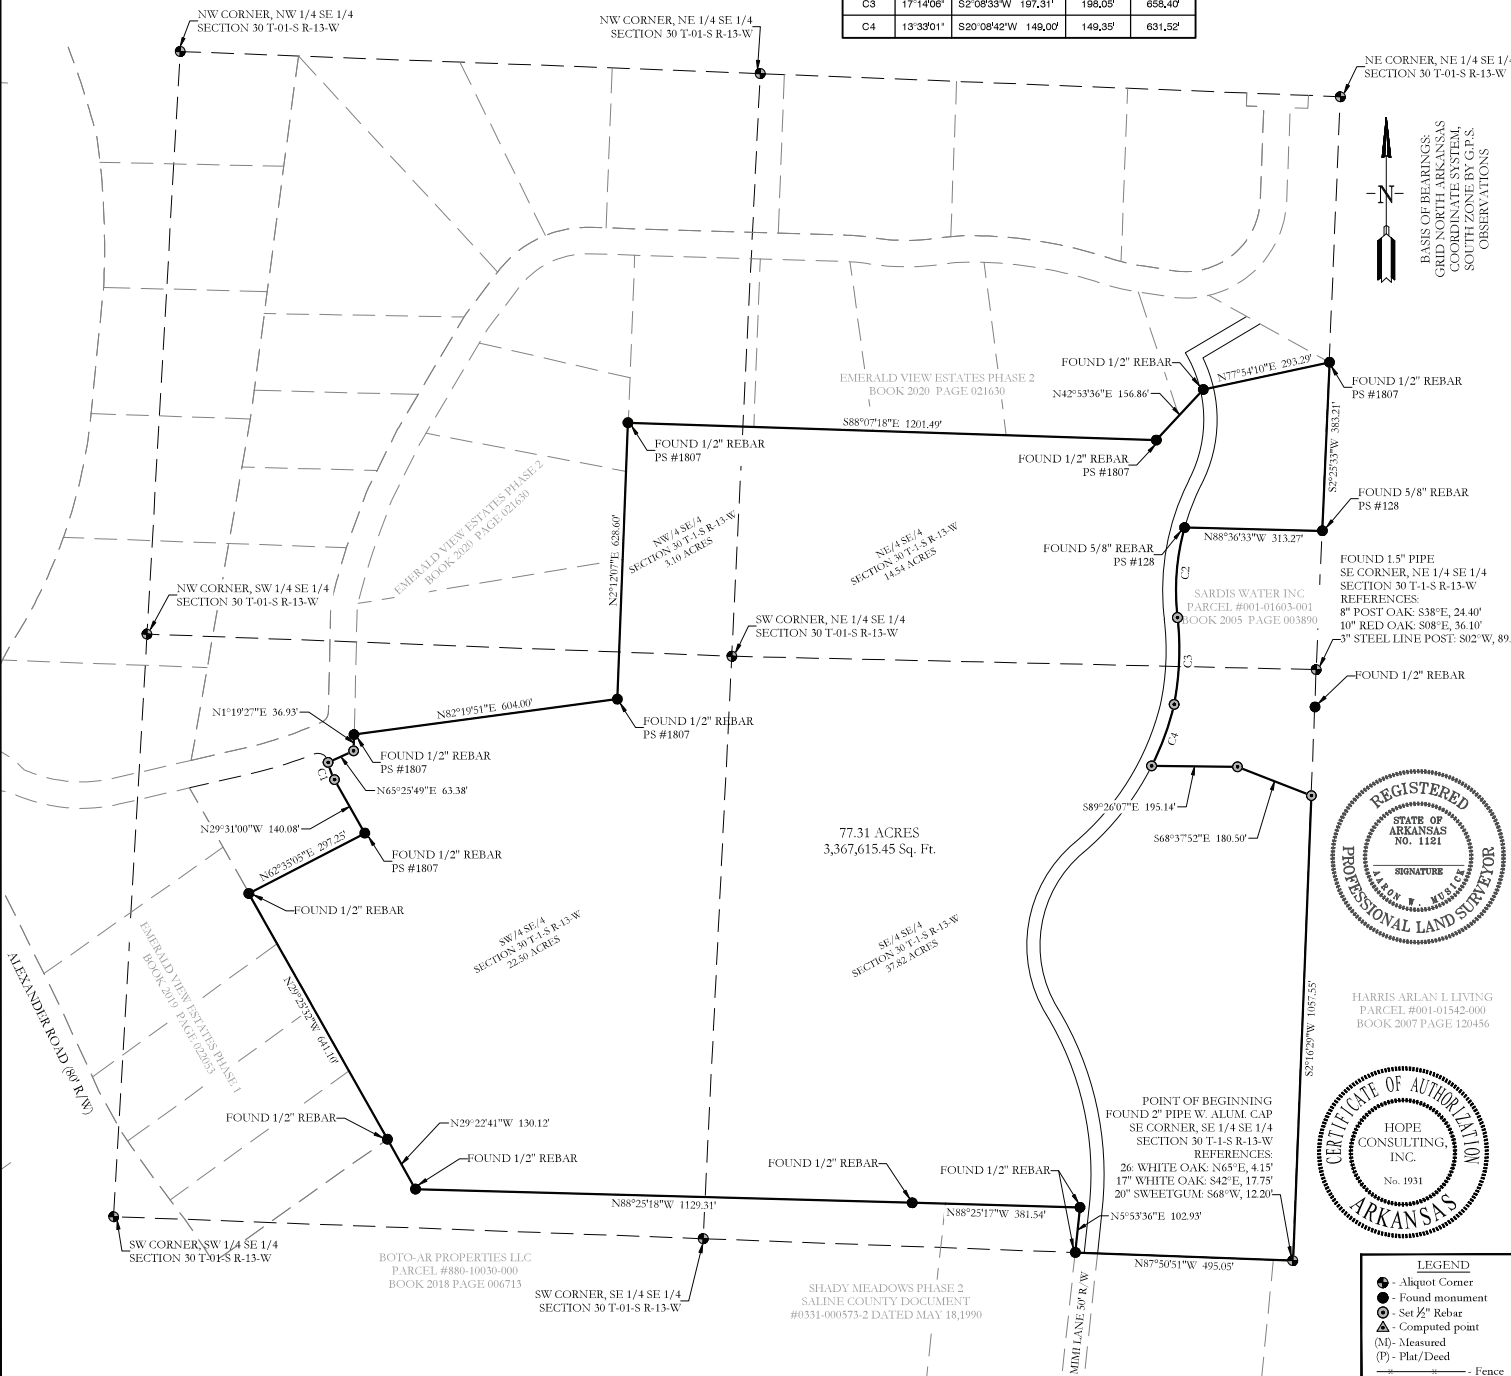 C3 17°14'06" S2°08'33"W 197.31' 198.05' 658.40'
C4 13°33'01" S20°08'42"W 149.00' 149.35' 631.52'
NW CORNER, NW 1/4 SE 1/4
SECTION 30 T-01-S R-13-W
NW CORNER, NE 1/4 SE 1/4
SECTION 30 T-01-S R-13-W
NE CORNER, NE 1/4 SE 1/4
SECTION 30 T-01-S R-13-W
N
BASIS OF BEARINGS:
GRID NORTH ARKANSAS
COORDINATE SYSTEM,
SOUTH ZONE BY G.P.S.
OBSERVATIONS
FOUND 1/2" REBAR
N77°54'10"E 293.29'
FOUND 1/2" REBAR
PS #1807
EMERALD VIEW ESTATES PHASE 2
BOOK 2020 PAGE 021630
N42°53'36"E 156.86'
S88°07'18"E 1201.49'
FOUND 1/2" REBAR
PS #1807
FOUND 1/2" REBAR
PS #1807
S2°25'33"W 383.21'
FOUND 5/8" REBAR
PS #128
EMERALD VIEW ESTATES PHASE 2
BOOK 2020 PAGE 021630
N2°12'07"E 628.60'
NW/4 SE/4
SECTION 30 T-1-S R-13-W
3.10 ACRES
NE/4 SE/4
SECTION 30 T-1-S R-13-W
14.54 ACRES
FOUND 5/8" REBAR
PS #128
N88°36'33"W 313.27'
C2
FOUND 1.5" PIPE
SE CORNER, NE 1/4 SE 1/4
SECTION 30 T-01-S R-13-W
REFERENCES:
8" POST OAK: S38°E, 24.40'
10" RED OAK: S08°E, 36.10'
3" STEEL LINE POST: S02°W, 89.
SARDIS WATER INC
PARCEL #001-01603-001
BOOK 2005 PAGE 003890
NW CORNER, SW 1/4 SE 1/4
SECTION 30 T-01-S R-13-W
SW CORNER, NE 1/4 SE 1/4
SECTION 30 T-01-S R-13-W
C3
FOUND 1/2" REBAR
N1°19'27"E 36.93'
N82°19'51"E 604.00'
FOUND 1/2" REBAR
PS #1807
FOUND 1/2" REBAR
PS #1807
C4
C1
N65°25'49"E 63.38'
S89°26'07"E 195.14'
S68°37'52"E 180.50'
N29°31'00"W 140.08'
N62°35'05"E 297.25'
FOUND 1/2" REBAR
PS #1807
77.31 ACRES
3,367,615.45 Sq. Ft.
REGISTERED
STATE OF
ARKANSAS
NO. 1121
SIGNATURE
AARON W. MUSICK
PROFESSIONAL LAND SURVEYOR
FOUND 1/2" REBAR
EMERALD VIEW ESTATES PHASE 1
BOOK 2019 PAGE 022053
SW/4 SE/4
SECTION 30 T-1-S R-13-W
22.50 ACRES
SE/4 SE/4
SECTION 30 T-1-S R-13-W
37.82 ACRES
ALEXANDER ROAD (80' R/W)
N29°25'32"W 641.10'
S2°16'29"W 1057.55'
HARRIS ARLAN L LIVING
PARCEL #001-01542-000
BOOK 2007 PAGE 120456
CERTIFICATE OF AUTHORIZATION
HOPE
CONSULTING,
INC.
No. 1931
ARKANSAS
POINT OF BEGINNING
FOUND 2" PIPE W. ALUM. CAP
SE CORNER, SE 1/4 SE 1/4
SECTION 30 T-1-S R-13-W
REFERENCES:
26: WHITE OAK: N65°E, 4.15'
17" WHITE OAK: S42°E, 17.75'
20" SWEETGUM: S68°W, 12.20'
FOUND 1/2" REBAR
N29°22'41"W 130.12'
FOUND 1/2" REBAR
FOUND 1/2" REBAR
FOUND 1/2" REBAR
N88°25'18"W 1129.31'
N88°25'17"W 381.54'
N5°53'36"E 102.93'
SW CORNER, SW 1/4 SE 1/4
SECTION 30 T-01-S R-13-W
BOTO-AR PROPERTIES LLC
PARCEL #880-10030-000
BOOK 2018 PAGE 006713
SW CORNER, SE 1/4 SE 1/4
SECTION 30 T-01-S R-13-W
SHADY MEADOWS PHASE 2
SALINE COUNTY DOCUMENT
#0331-000573-2 DATED MAY 18,1990
N87°50'51"W 495.05'
MIMI LANE 50' R/W
LEGEND
- Aliquot Corner
- Found monument
- Set ½" Rebar
- Computed point
(M)- Measured
(P) - Plat/Deed
x x - Fence